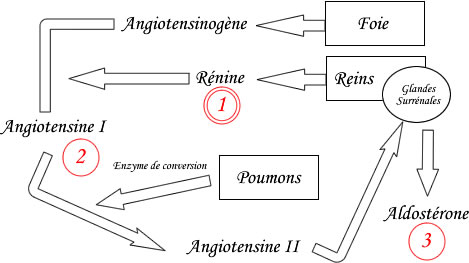 Angiotensinogène
Foie
Rénine
Reins
Glandes
Surrénales
1
Angiotensine I
2
Enzyme de conversion
Poumons
Aldostérone
3
Angiotensine II